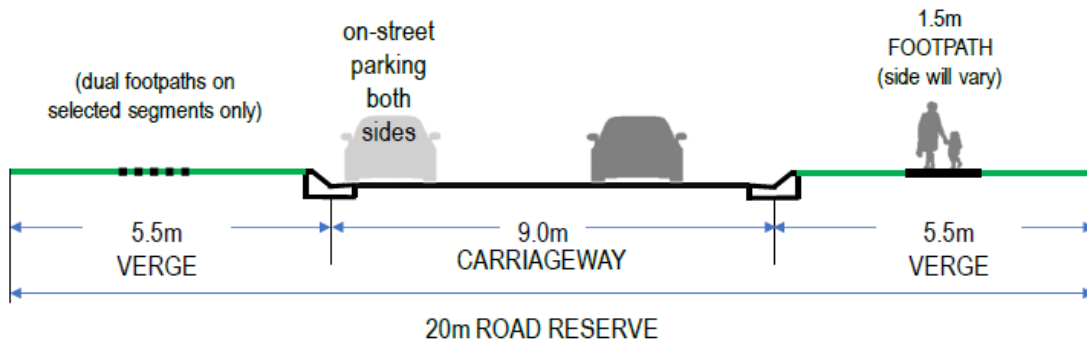 (dual footpaths on
selected segments only)
on-street
parking
both
sides
1.5m
FOOTPATH
(side will vary)
5.5m
VERGE
9.0m
CARRIAGEWAY
5.5m
VERGE
20m ROAD RESERVE